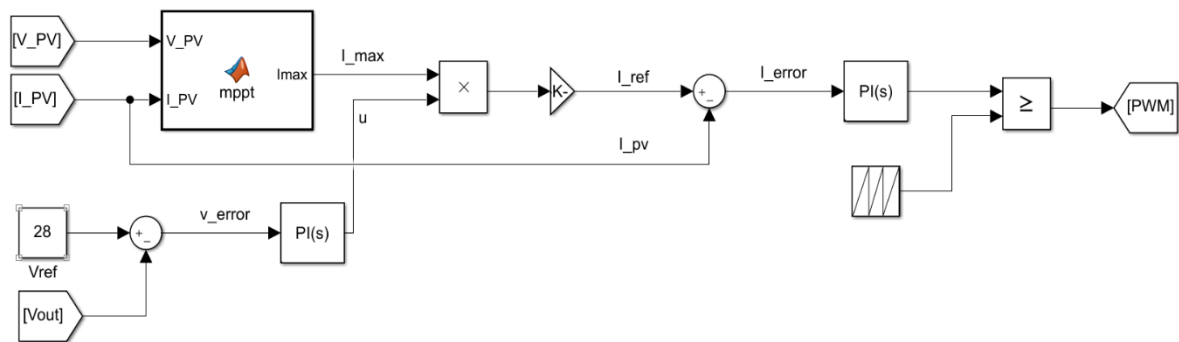 [V_PV]
V_PV
I_max
Imax
mppt
[I_PV]
I_PV
×
K-
I_ref
+
−
I_error
PI(s)
≥
[PWM]
u
I_pv
28
Vref
+
−
v_error
PI(s)
[Vout]